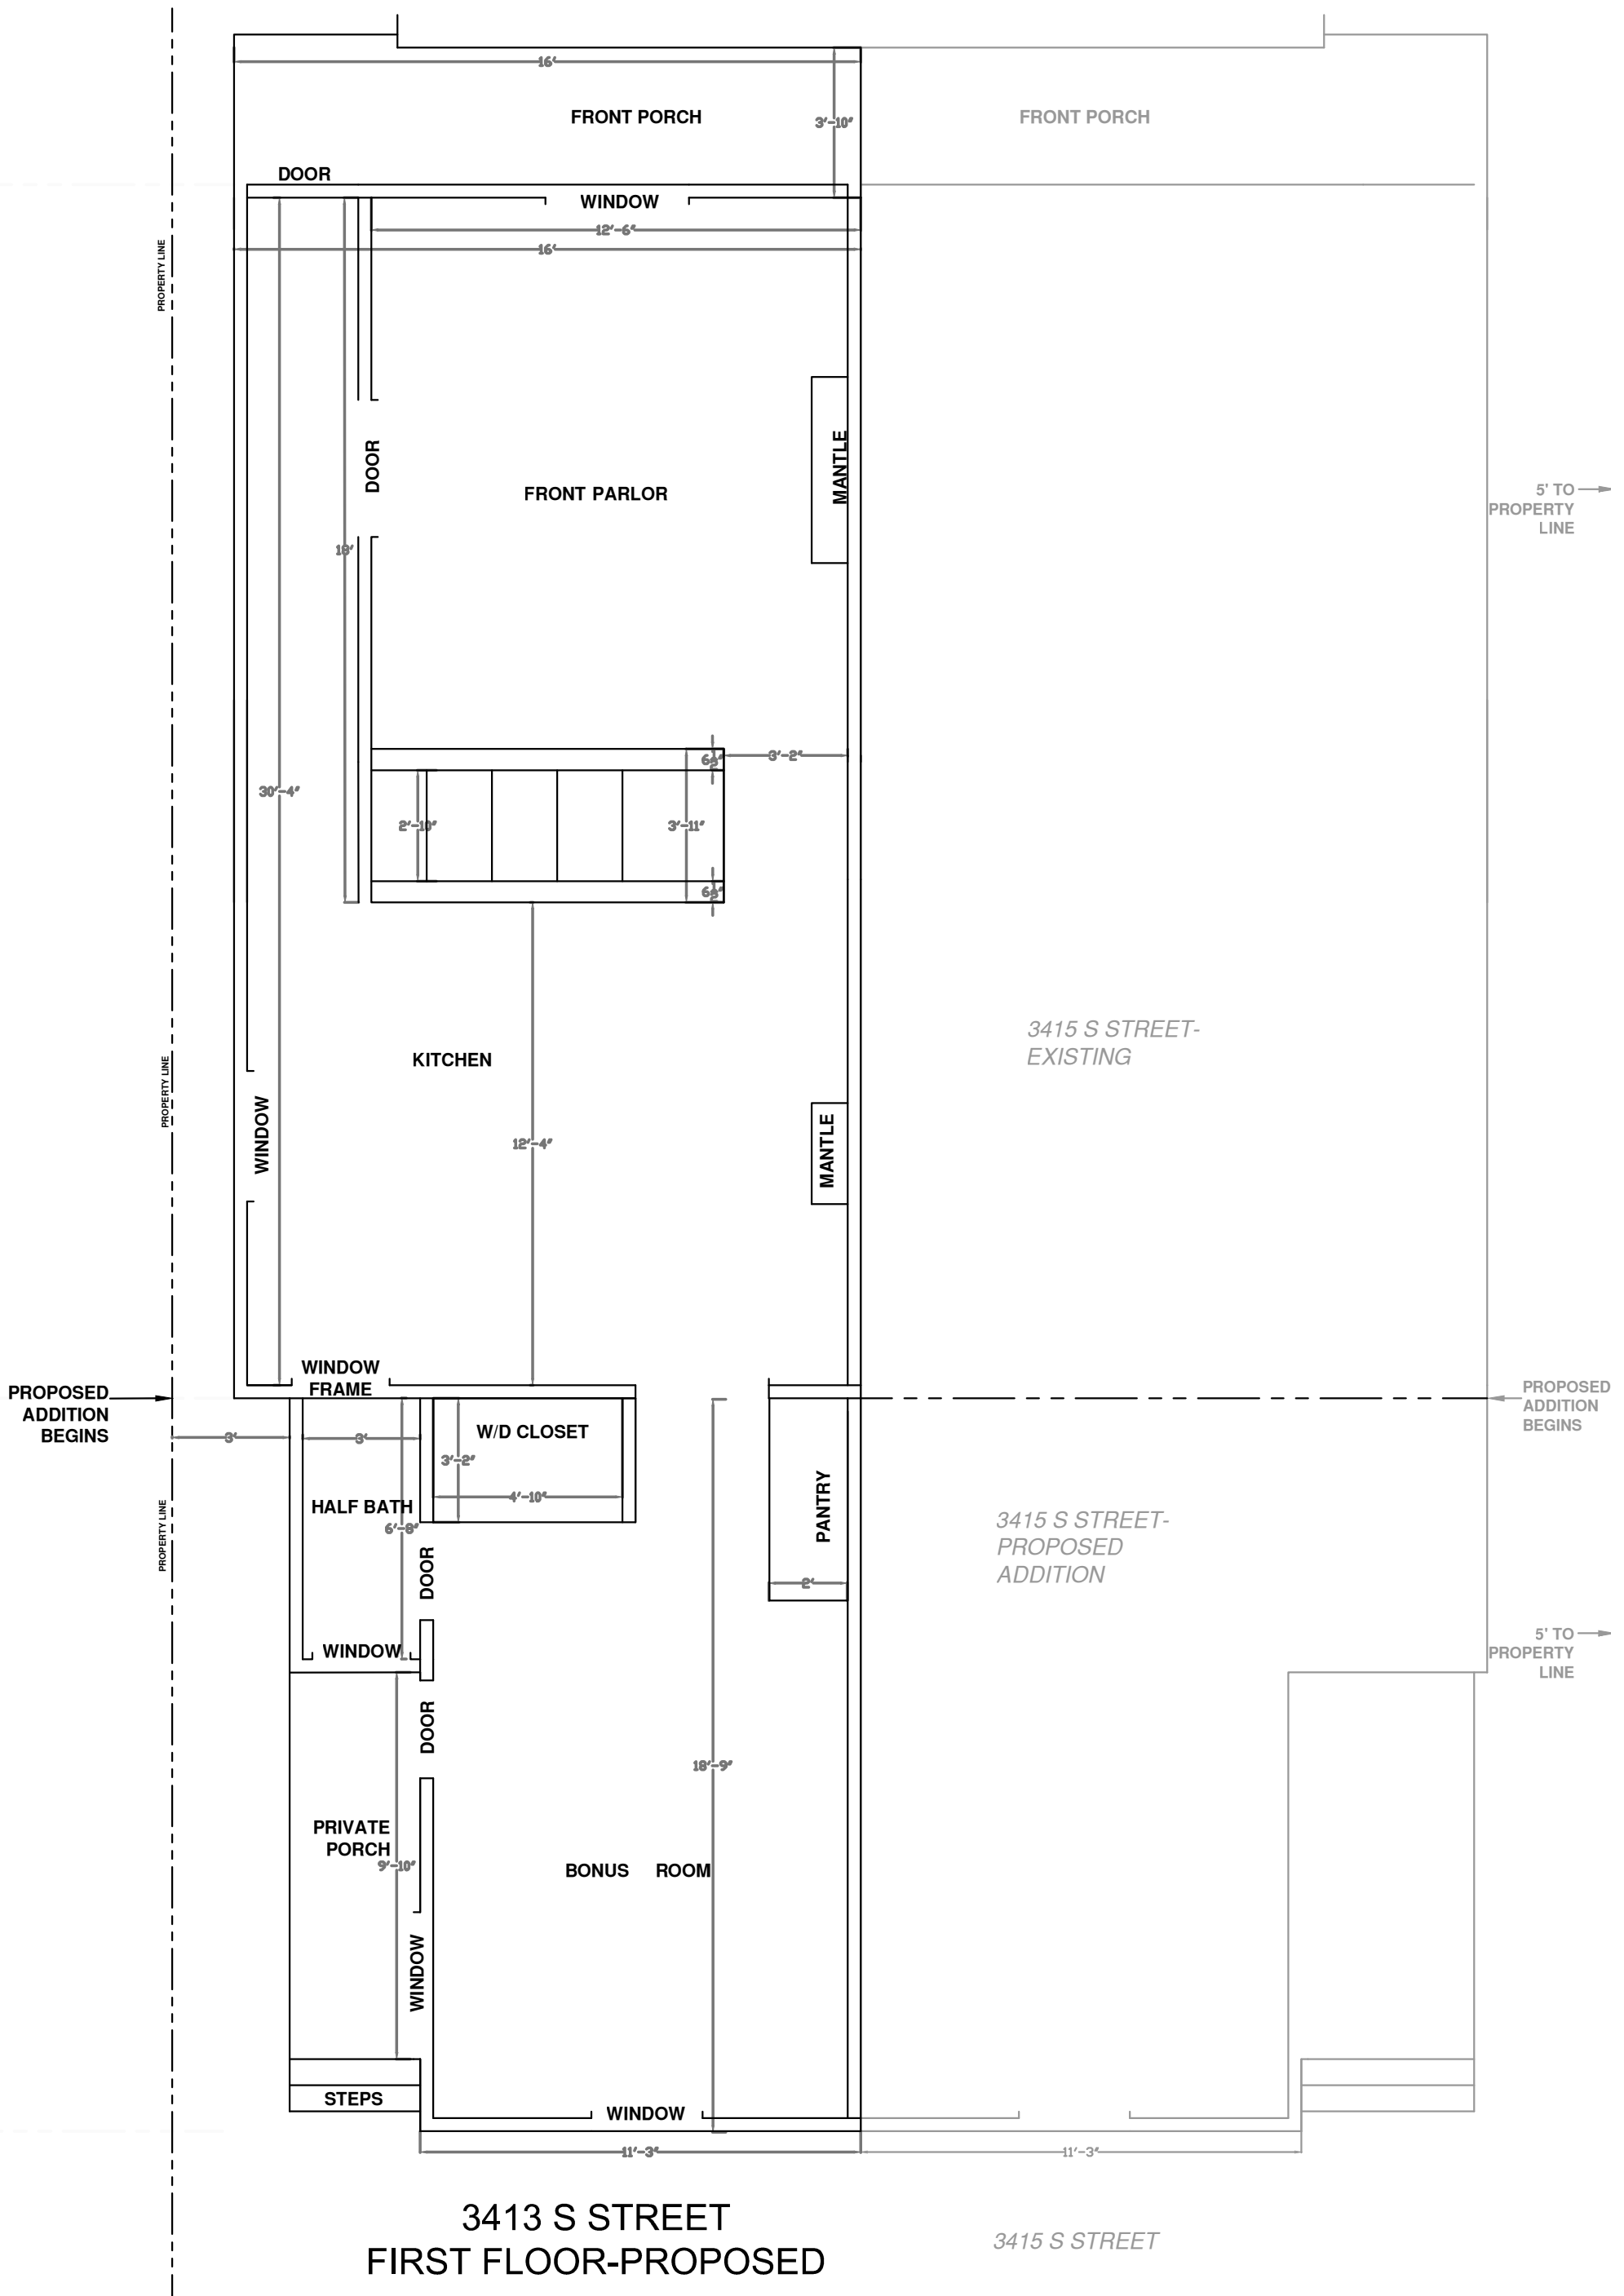 16'
FRONT PORCH
FRONT PORCH
3'-10"
DOOR
WINDOW
12'-6"
16'
PROPERTY LINE
DOOR
MANTLE
FRONT PARLOR
5' TO
PROPERTY
LINE
18'
3'-2"
30'-4"
2'-10"
3'-11"
3415 S STREET-
EXISTING
KITCHEN
PROPERTY LINE
WINDOW
12'-4"
MANTLE
WINDOW
FRAME
PROPOSED
ADDITION
BEGINS
PROPOSED
ADDITION
BEGINS
W/D CLOSET
3'
3'
3'-2"
4'-10"
HALF BATH
6'-8"
PANTRY
PROPERTY LINE
3415 S STREET-
PROPOSED
ADDITION
DOOR
2'
WINDOW
5' TO
PROPERTY
LINE
DOOR
18'-9"
PRIVATE
PORCH
9'-10"
BONUS ROOM
WINDOW
STEPS
WINDOW
11'-3"
11'-3"
3413 S STREET
FIRST FLOOR-PROPOSED
3415 S STREET